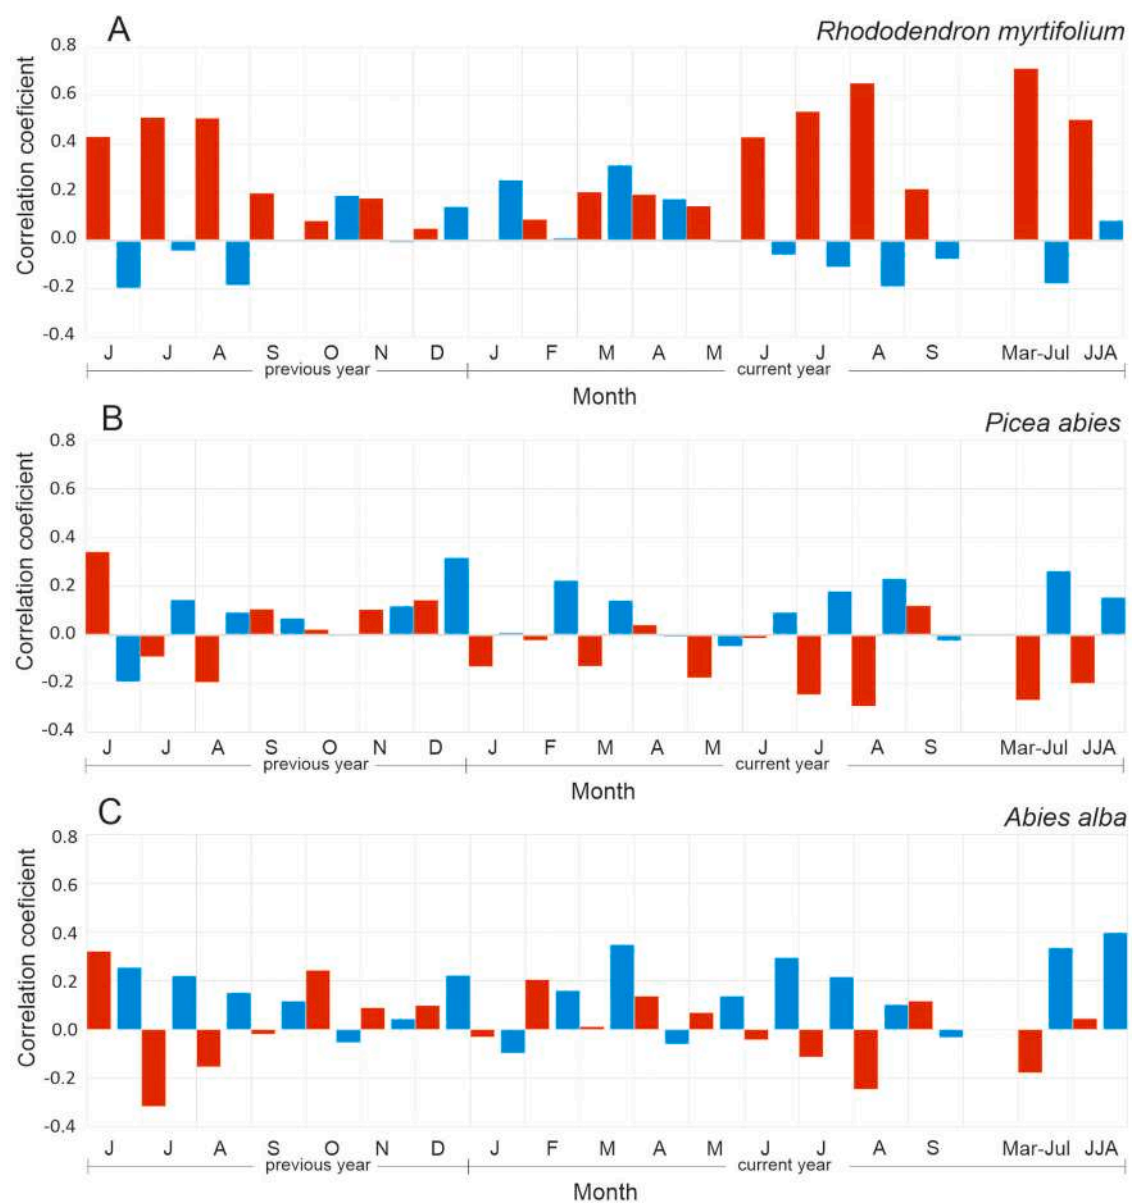 A
Rhododendron myrtifolium
Correlation coeficient
0.8
0.6
0.4
0.2
0.0
-0.2
-0.4
J J A S O N D J F M A M J J A S Mar-Jul JJA
previous year current year
Month
B
Picea abies
Correlation coeficient
0.8
0.6
0.4
0.2
0.0
-0.2
-0.4
J J A S O N D J F M A M J J A S Mar-Jul JJA
previous year current year
Month
C
Abies alba
Correlation coeficient
0.8
0.6
0.4
0.2
0.0
-0.2
-0.4
J J A S O N D J F M A M J J A S Mar-Jul JJA
previous year current year
Month